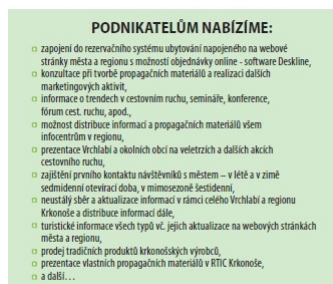 PODNIKATELŮM NABÍZÍME:
zapojení do rezervačního systému ubytování napojeného na webové
stránky města a regionu s možností objednávky online - software Deskline,
konzultace při tvorbě propagačních materiálů a realizaci dalších
marketingových aktivit,
informace o trendech v cestovním ruchu, semináře, konference,
fórum cest. ruchu, apod.,
možnost distribuce informací a propagačních materiálů všem
infocentrům v regionu,
prezentace Vrchlabí a okolních obcí na veletrzích a dalších akcích
cestovního ruchu,
zajištění prvního kontaktu návštěvníků s městem – v létě a v zimě
sedmidenní otevírací doba, v mimosezoně šestidenní,
neustálý sběr a aktualizace informací v rámci celého Vrchlabí a regionu
Krkonoše a distribuce informací dále,
turistické informace všech typů vč. jejich aktualizace na webových stránkách
města a regionu,
prodej tradičních produktů krkonošských výrobců,
prezentace vlastních propagačních materiálů v RTIC Krkonoše,
a další…